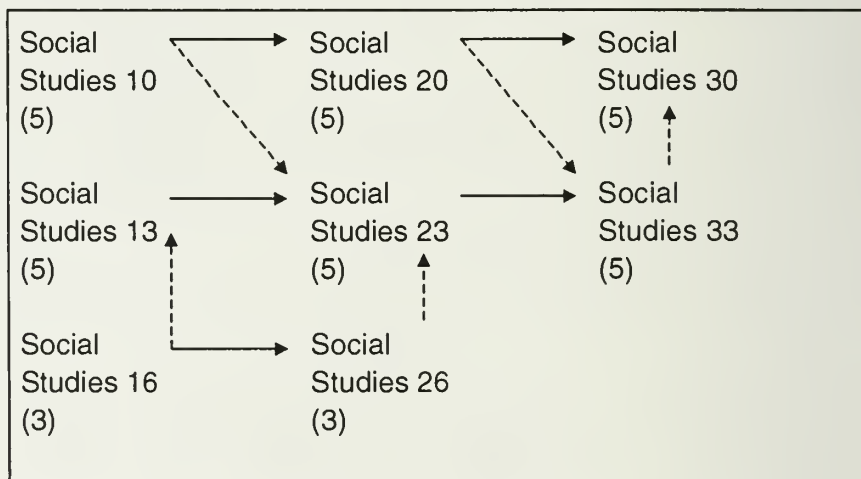 Social
Studies 10
(5)
Social
Studies 20
(5)
Social
Studies 30
(5)
Social
Studies 13
(5)
Social
Studies 23
(5)
Social
Studies 33
(5)
Social
Studies 16
(3)
Social
Studies 26
(3)